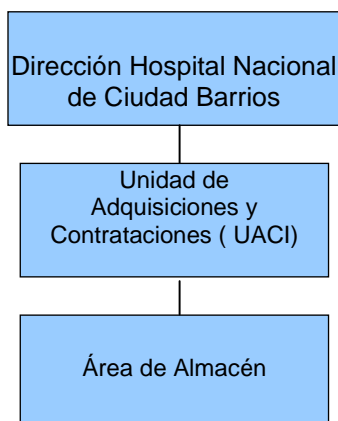 Dirección Hospital Nacional
de Ciudad Barrios
Unidad de
Adquisiciones y
Contrataciones ( UACI)
Área de Almacén